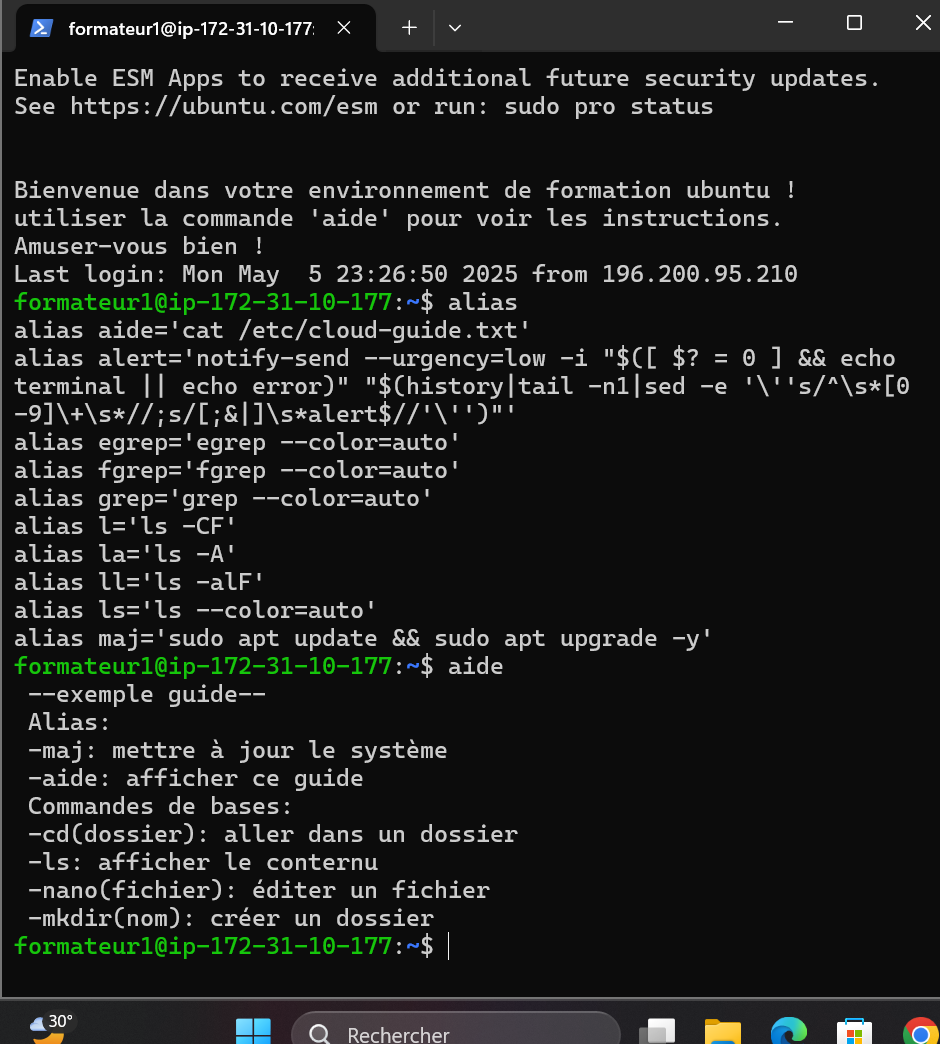 formateur1@ip-172-31-10-177:
Enable ESM Apps to receive additional future security updates.
See https://ubuntu.com/esm or run: sudo pro status
Bienvenue dans votre environnement de formation ubuntu !
utiliser la commande 'aide' pour voir les instructions.
Amuser-vous bien !
Last login: Mon May  5 23:26:50 2025 from 196.200.95.210
formateur1@ip-172-31-10-177:~$ alias
alias aide='cat /etc/cloud-guide.txt'
alias alert='notify-send --urgency=low -i "$([ $? = 0 ] && echo
terminal || echo error)" "$(history|tail -n1|sed -e '\''s/^\s*[0
-9]\+\s*//;s/[;&|]\s*alert$//'\'')"'
alias egrep='egrep --color=auto'
alias fgrep='fgrep --color=auto'
alias grep='grep --color=auto'
alias l='ls -CF'
alias la='ls -A'
alias ll='ls -alF'
alias ls='ls --color=auto'
alias maj='sudo apt update && sudo apt upgrade -y'
formateur1@ip-172-31-10-177:~$ aide
--exemple guide--
Alias:
-maj: mettre à jour le système
-aide: afficher ce guide
Commandes de bases:
-cd(dossier): aller dans un dossier
-ls: afficher le conternu
-nano(fichier): éditer un fichier
-mkdir(nom): créer un dossier
formateur1@ip-172-31-10-177:~$
30°
Rechercher